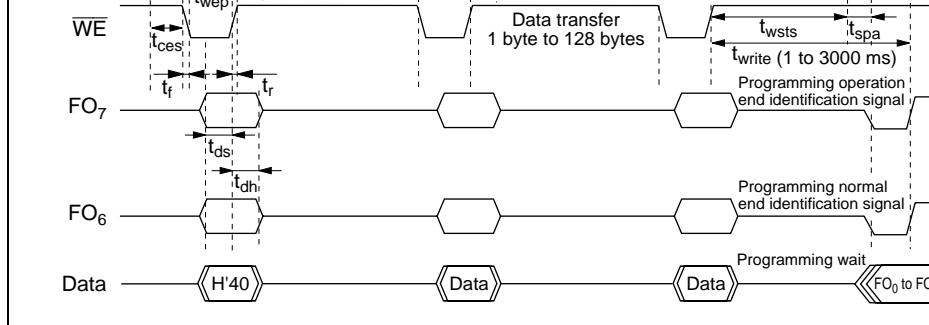 twep
WE
Data transfer
1 byte to 128 bytes
tces
twsts
tspa
twrite (1 to 3000 ms)
tf
tr
Programming operation
end identification signal
FO7
tds
tdh
Programming normal
end identification signal
FO6
Programming wait
Data
H'40
Data
Data
FO0 to FO